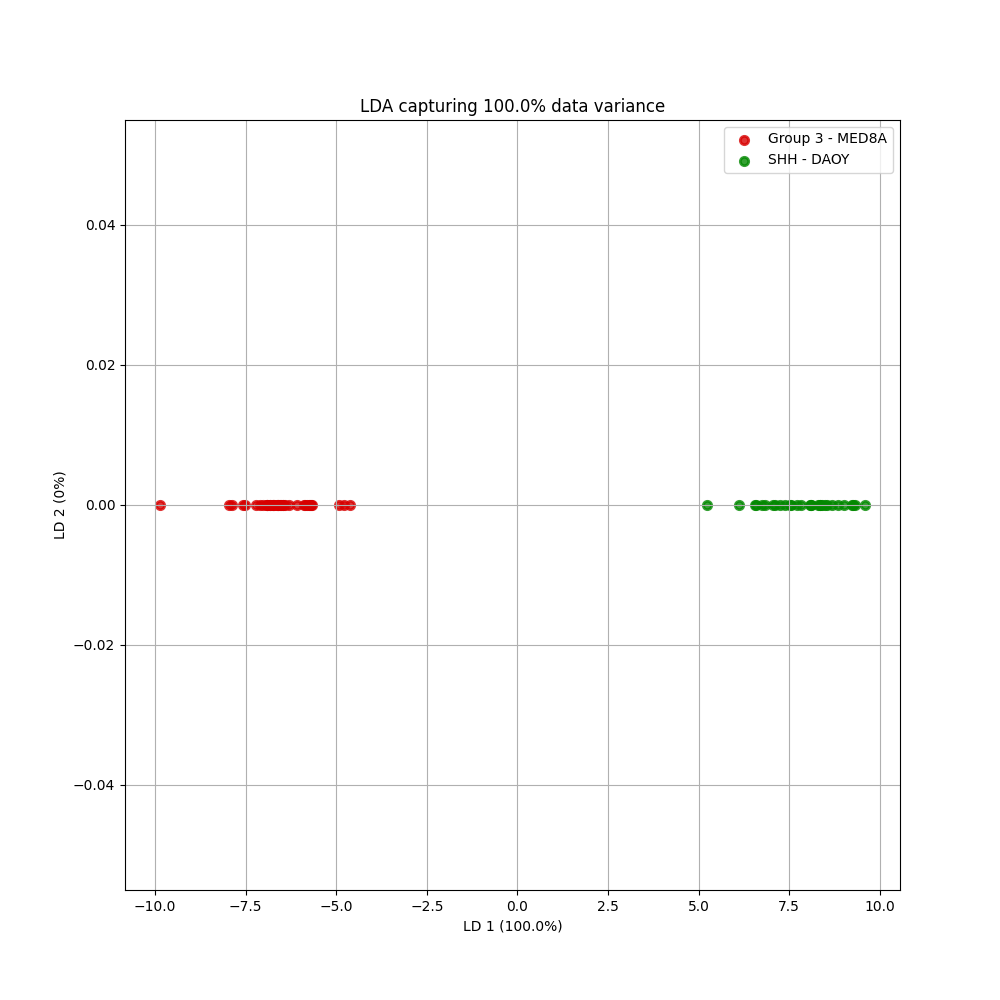 LDA capturing 100.0% data variance
Group 3 - MED8A
SHH - DAOY
0.04
0.02
0.00
−0.02
−0.04
LD 2 (0%)
−10.0 −7.5 −5.0 −2.5 0.0 2.5 5.0 7.5 10.0
LD 1 (100.0%)